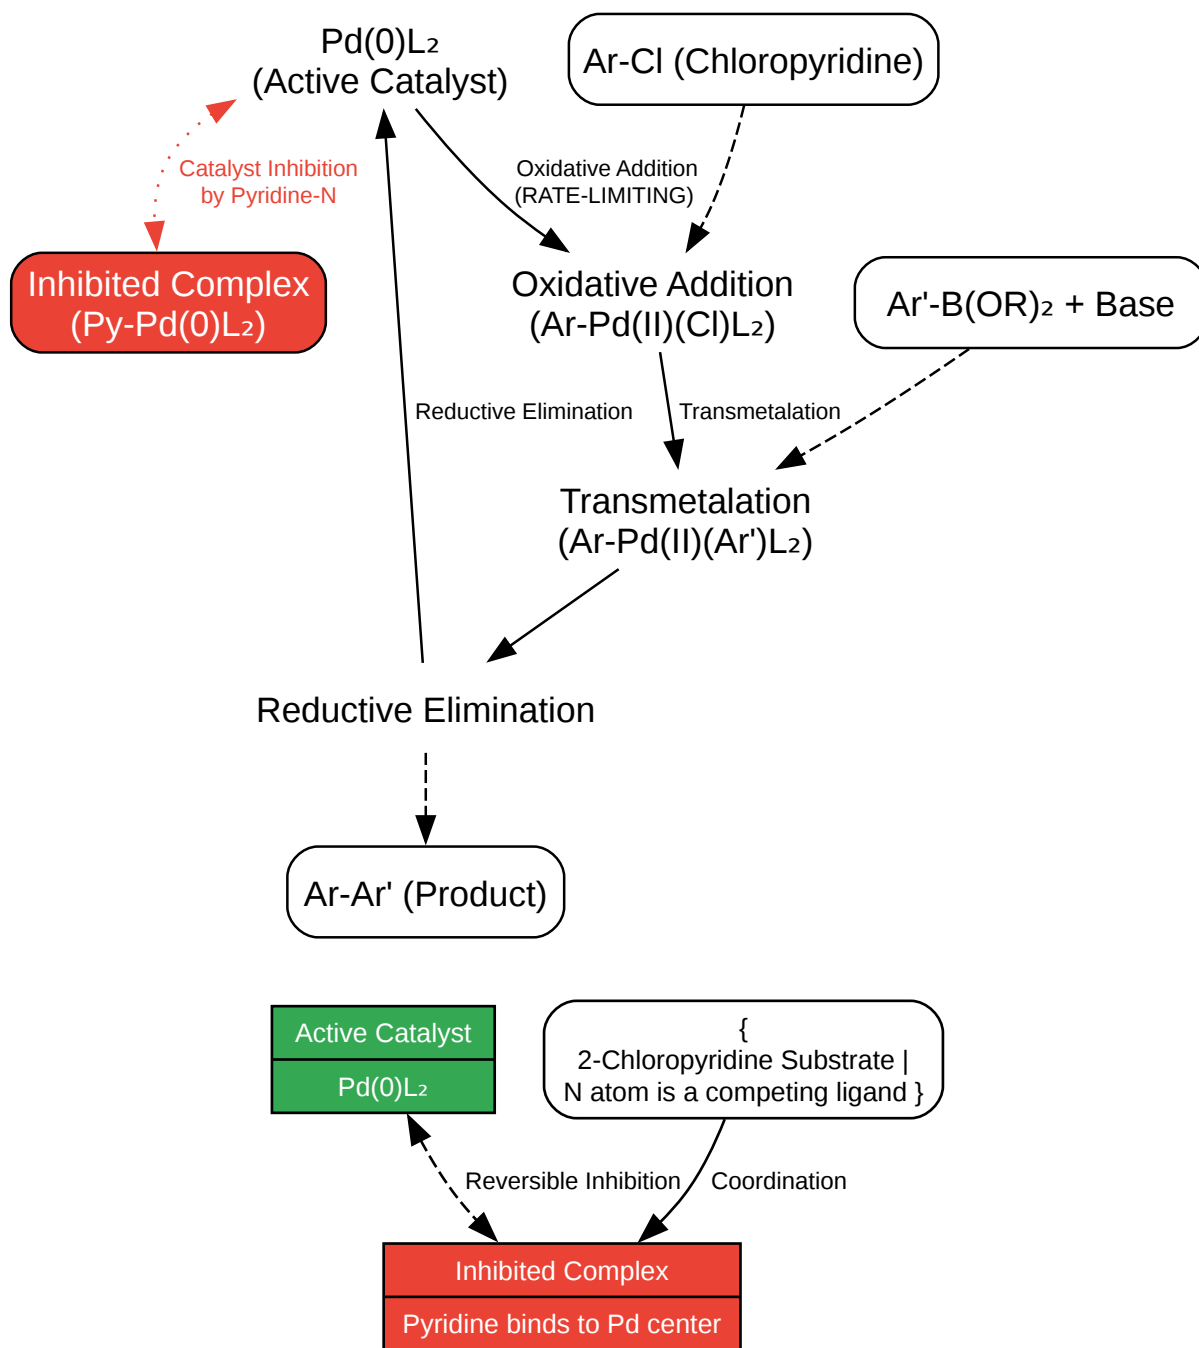 Pd(0)L₂
(Active Catalyst)
Ar-Cl (Chloropyridine)
Catalyst Inhibition
by Pyridine-N
Oxidative Addition
(RATE-LIMITING)
Inhibited Complex
(Py-Pd(0)L₂)
Oxidative Addition
(Ar-Pd(II)(Cl)L₂)
Ar'-B(OR)₂ + Base
Reductive Elimination
Transmetalation
Transmetalation
(Ar-Pd(II)(Ar')L₂)
Reductive Elimination
Ar-Ar' (Product)
Active Catalyst
Pd(0)L₂
{
2-Chloropyridine Substrate |
N atom is a competing ligand }
Reversible Inhibition
Coordination
Inhibited Complex
Pyridine binds to Pd center